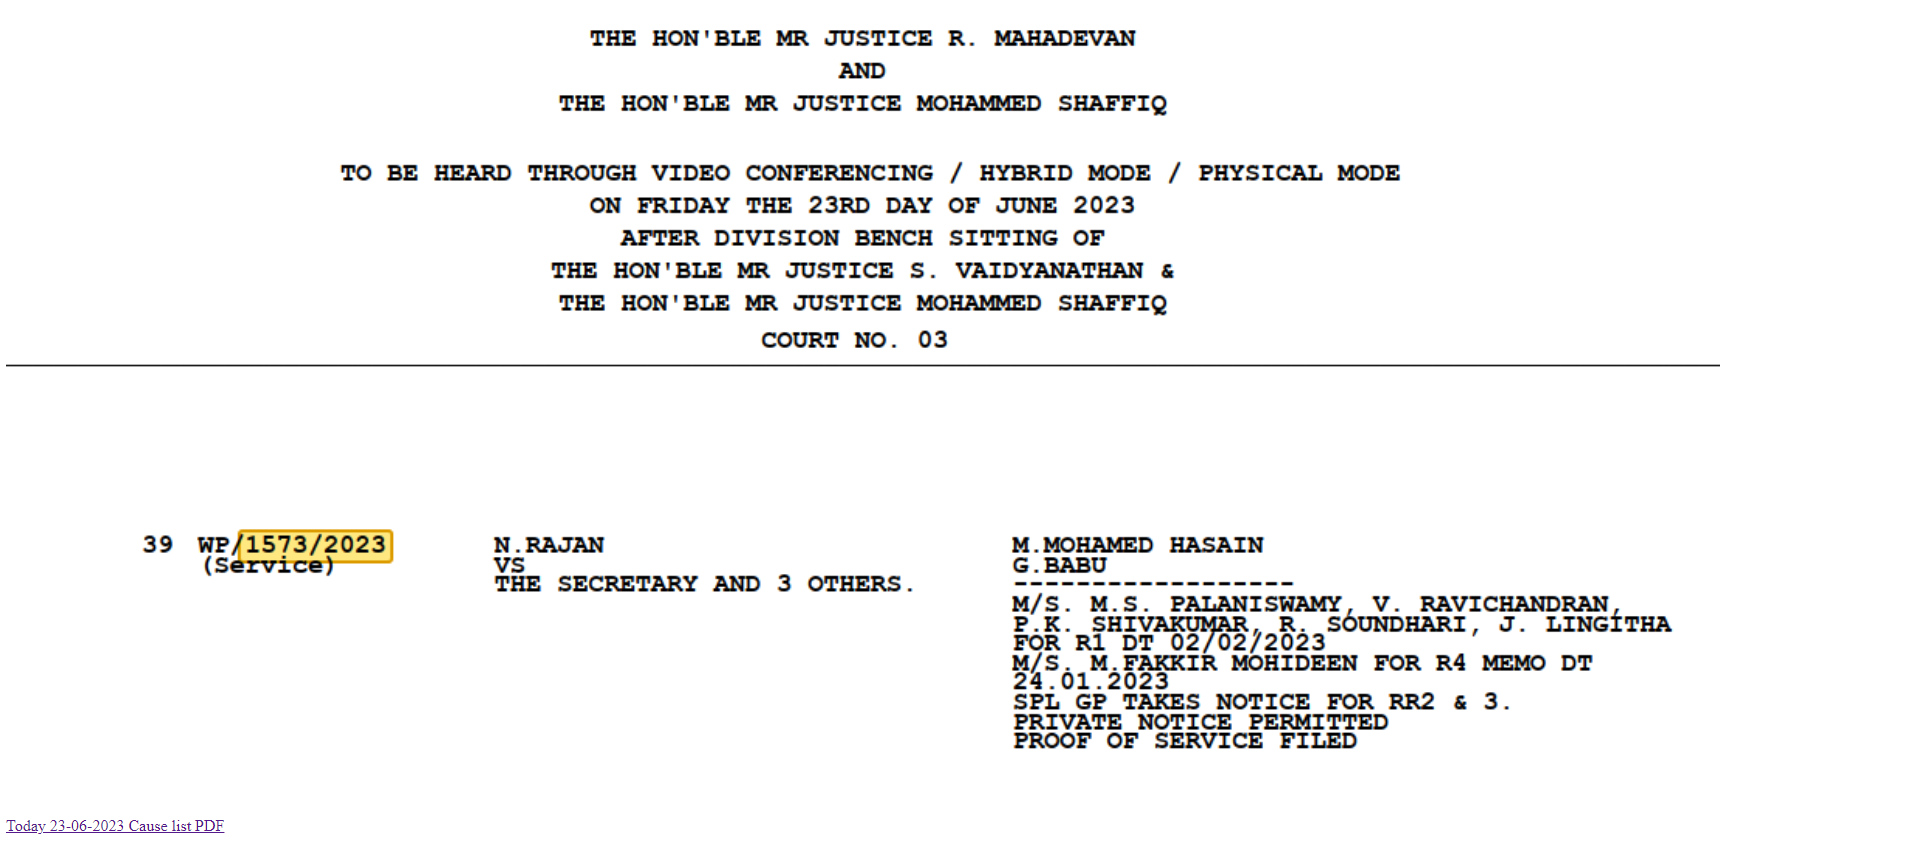 THE HON'BLE MR JUSTICE R. MAHADEVAN
AND
THE HON'BLE MR JUSTICE MOHAMMED SHAFFIQ
TO BE HEARD THROUGH VIDEO CONFERENCING / HYBRID MODE / PHYSICAL MODE
ON FRIDAY THE 23RD DAY OF JUNE 2023
AFTER DIVISION BENCH SITTING OF
THE HON'BLE MR JUSTICE S. VAIDYANATHAN &
THE HON'BLE MR JUSTICE MOHAMMED SHAFFIQ
COURT NO. 03
39 WP/1573/2023 N.RAJAN M.MOHAMED HASAIN
(Service) VS G.BABU
THE SECRETARY AND 3 OTHERS. ------------------
M/S. M.S. PALANISWAMY, V. RAVICHANDRAN,
P.K. SHIVAKUMAR, R. SOUNDHARI, J. LINGITHA
FOR R1 DT 02/02/2023
M/S. M.FAKKIR MOHIDEEN FOR R4 MEMO DT
24.01.2023
SPL GP TAKES NOTICE FOR RR2 & 3.
PRIVATE NOTICE PERMITTED
PROOF OF SERVICE FILED
Today 23-06-2023 Cause list PDF